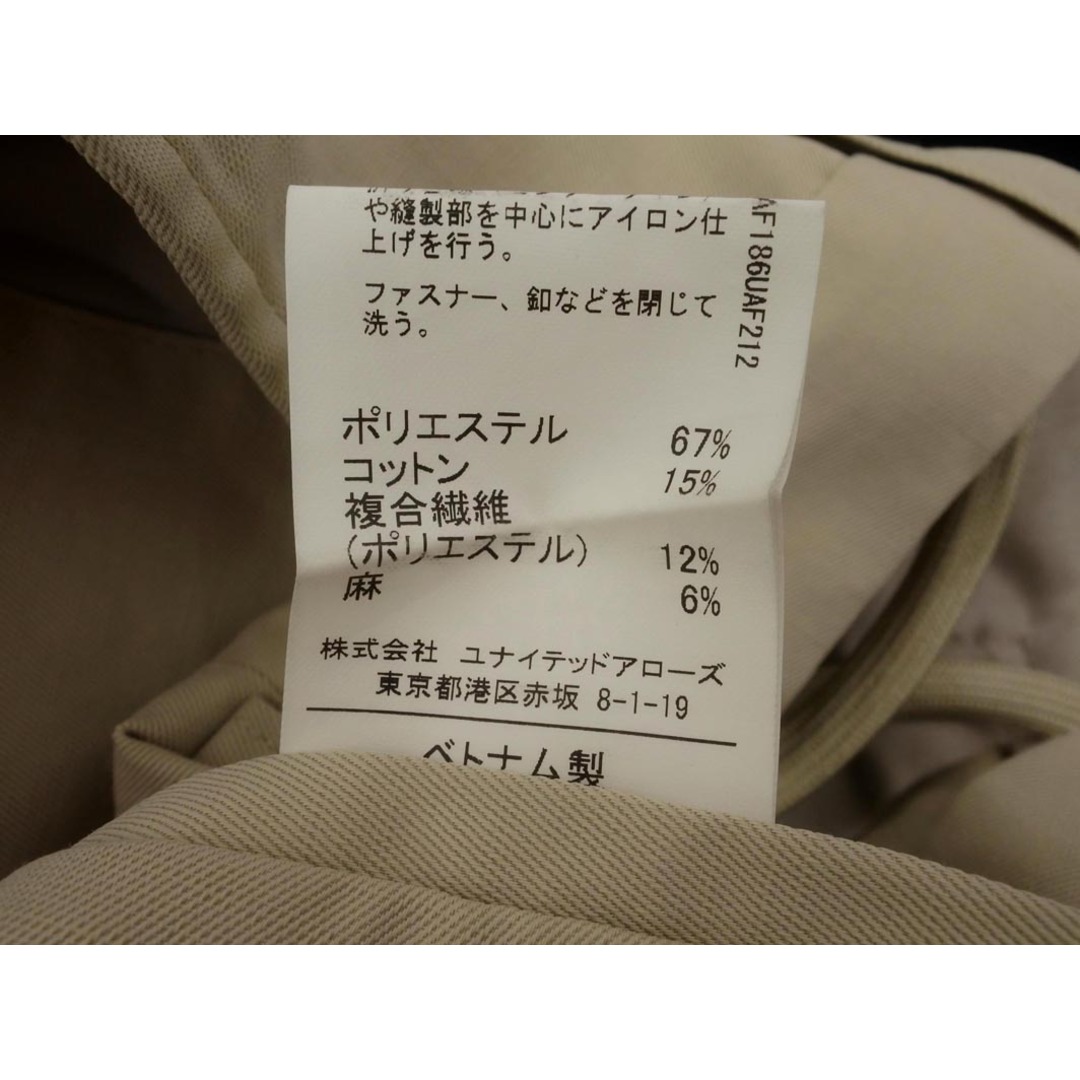 や縫製部を中心にアイロン仕
上げを行う。
ファスナー、釦などを閉じて
洗う。
AF186UAF212
ポリエステル 67%
コットン 15%
複合繊維
(ポリエステル) 12%
麻 6%
株式会社 ユナイテッドアローズ
東京都港区赤坂 8-1-19
ベトナム製